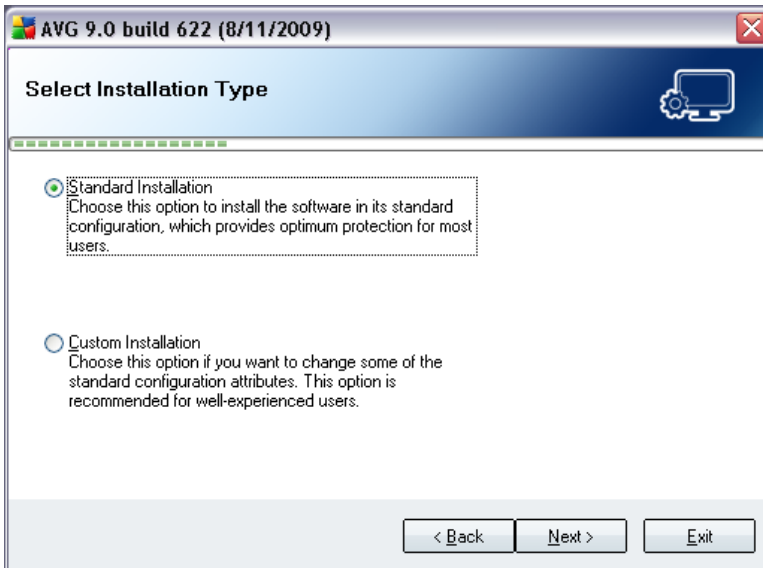 AVG 9.0 build 622 (8/11/2009)
Select Installation Type
Standard Installation
Choose this option to install the software in its standard
configuration, which provides optimum protection for most
users.
Custom Installation
Choose this option if you want to change some of the
standard configuration attributes. This option is
recommended for well-experienced users.
< Back Next > Exit